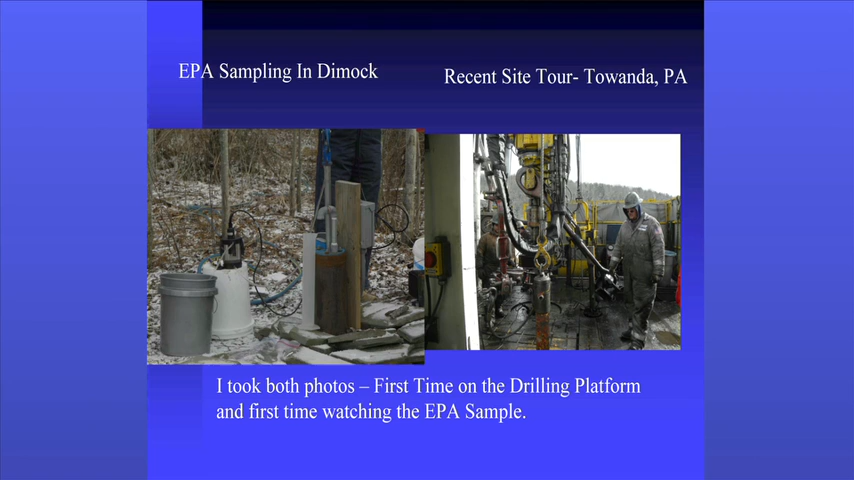 EPA Sampling In Dimock
Recent Site Tour- Towanda, PA
I took both photos – First Time on the Drilling Platform
and first time watching the EPA Sample.